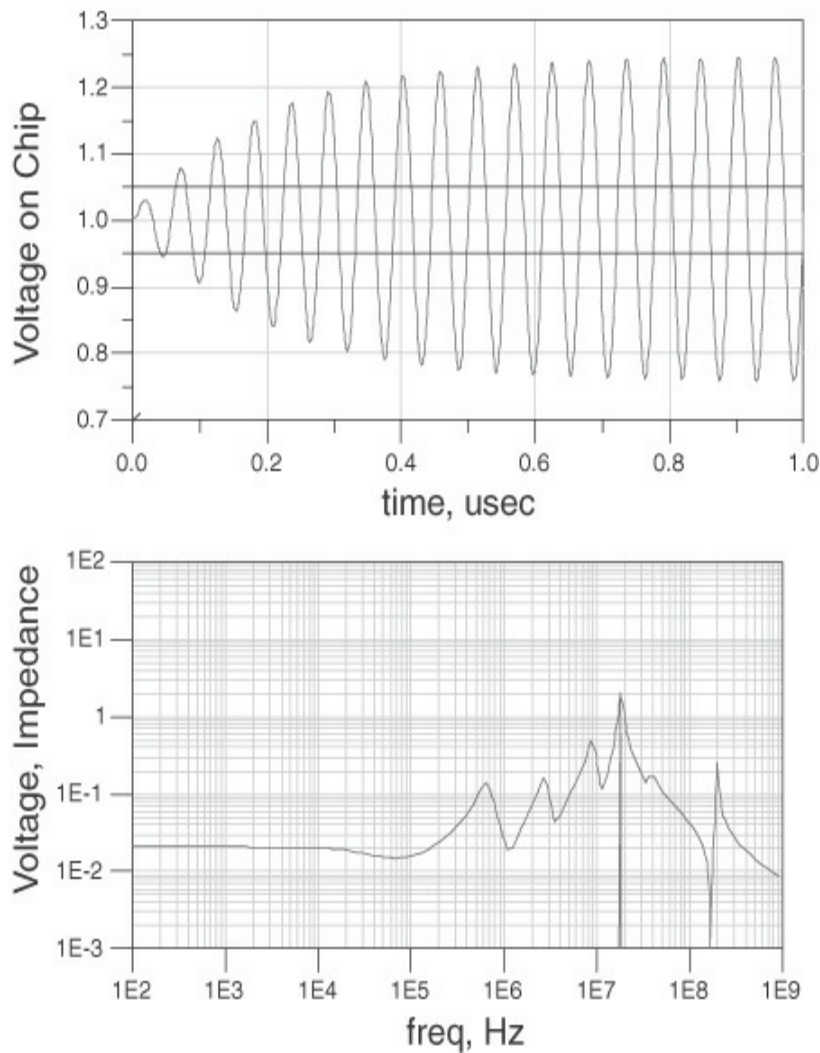 Voltage on Chip
1.3
1.2
1.1
1.0
0.9
0.8
0.7
0.0 0.2 0.4 0.6 0.8 1.0
time, usec
Voltage, Impedance
1E2
1E1
1
1E-1
1E-2
1E-3
1E2 1E3 1E4 1E5 1E6 1E7 1E8 1E9
freq, Hz